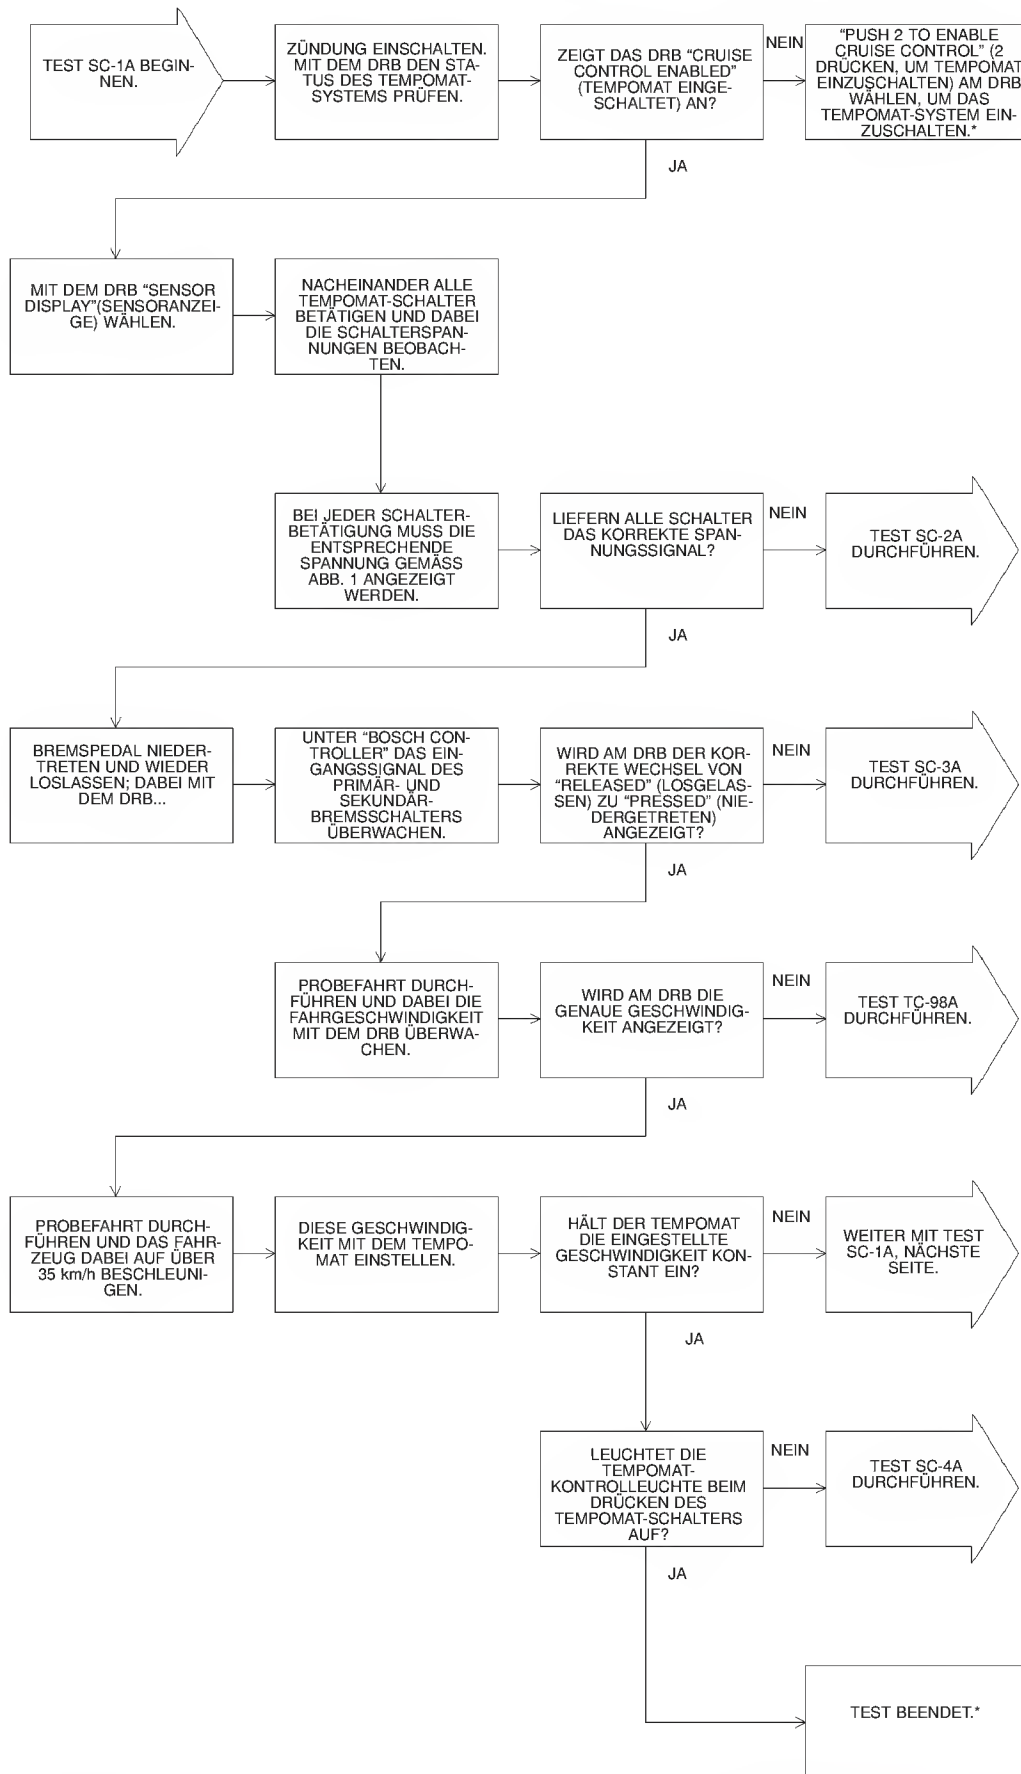 TEST SC-1A BEGIN-
NEN.
ZÜNDUNG EINSCHALTEN.
MIT DEM DRB DEN STA-
TUS DES TEMPOMAT-
SYSTEMS PRÜFEN.
ZEIGT DAS DRB “CRUISE
CONTROL ENABLED”
(TEMPOMAT EINGE-
SCHALTET) AN?
NEIN
“PUSH 2 TO ENABLE
CRUISE CONTROL” (2
DRÜCKEN, UM TEMPOMAT
EINZUSCHALTEN) AM DRB
WÄHLEN, UM DAS
TEMPOMAT-SYSTEM EIN-
ZUSCHALTEN.*
JA
MIT DEM DRB “SENSOR
DISPLAY”(SENSORANZEI-
GE) WÄHLEN.
NACHEINANDER ALLE
TEMPOMAT-SCHALTER
BETÄTIGEN UND DABEI
DIE SCHALTERSPAN-
NUNGEN BEOBACH-
TEN.
BEI JEDER SCHALTER-
BETÄTIGUNG MUSS DIE
ENTSPRECHENDE
SPANNUNG GEMÄSS
ABB. 1 ANGEZEIGT
WERDEN.
LIEFERN ALLE SCHALTER
DAS KORREKTE SPAN-
NUNGSSIGNAL?
NEIN
TEST SC-2A
DURCHFÜHREN.
JA
BREMSPEDAL NIEDER-
TRETEN UND WIEDER
LOSLASSEN; DABEI MIT
DEM DRB...
UNTER “BOSCH CON-
TROLLER” DAS EIN-
GANGSSIGNAL DES
PRIMÄR- UND
SEKUNDÄR-
BREMSSCHALTERS
ÜBERWACHEN.
WIRD AM DRB DER KOR-
REKTE WECHSEL VON
“RELEASED” (LOSGELAS-
SEN) ZU “PRESSED” (NIE-
DERGETRETEN)
ANGEZEIGT?
NEIN
TEST SC-3A
DURCHFÜHREN.
JA
PROBEFAHRT DURCH-
FÜHREN UND DABEI DIE
FAHRGESCHWINDIGKEIT
MIT DEM DRB ÜBERWA-
CHEN.
WIRD AM DRB DIE
GENAUE GESCHWINDIG-
KEIT ANGEZEIGT?
NEIN
TEST TC-98A
DURCHFÜHREN.
JA
PROBEFAHRT DURCH-
FÜHREN UND DAS FAHR-
ZEUG DABEI AUF ÜBER
35 km/h BESCHLEUNI-
GEN.
DIESE GESCHWINDIG-
KEIT MIT DEM TEMPO-
MAT EINSTELLEN.
HÄLT DER TEMPOMAT
DIE EINGESTELLTE
GESCHWINDIGKEIT KON-
STANT EIN?
NEIN
WEITER MIT TEST
SC-1A, NÄCHSTE
SEITE.
JA
LEUCHTET DIE
TEMPOMAT-
KONTROLLEUCHTE BEIM
DRÜCKEN DES
TEMPOMAT-SCHALTERS
AUF?
NEIN
TEST SC-4A
DURCHFÜHREN.
JA
TEST BEENDET.*